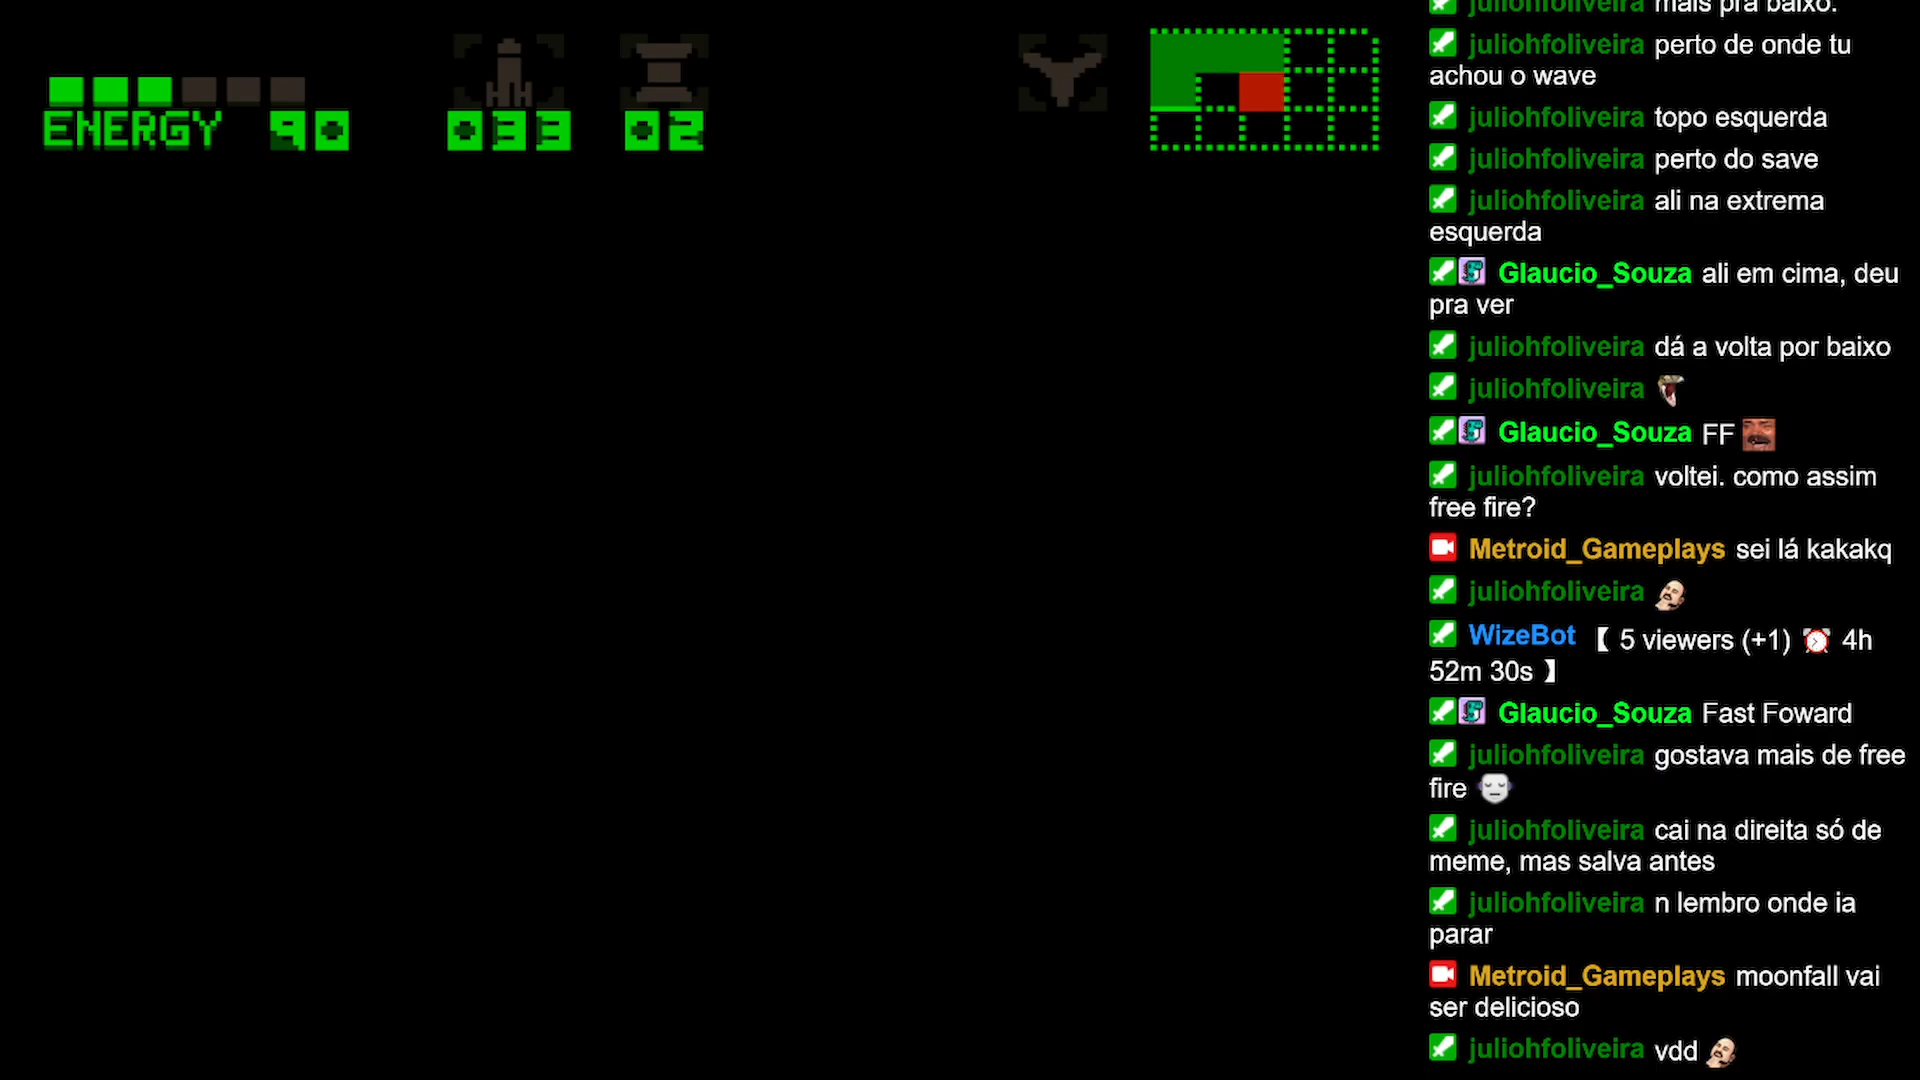 ENERGY 90
033
02
juliohfoliveira mais pra baixo.
juliohfoliveira perto de onde tu
achou o wave
juliohfoliveira topo esquerda
juliohfoliveira perto do save
juliohfoliveira ali na extrema
esquerda
Glaucio_Souza ali em cima, deu
pra ver
juliohfoliveira dá a volta por baixo
juliohfoliveira
Glaucio_Souza FF
juliohfoliveira voltei. como assim
free fire?
Metroid_Gameplays sei lá kakakq
juliohfoliveira
WizeBot 【 5 viewers (+1) ⏰ 4h
52m 30s 】
Glaucio_Souza Fast Foward
juliohfoliveira gostava mais de free
fire
juliohfoliveira cai na direita só de
meme, mas salva antes
juliohfoliveira n lembro onde ia
parar
Metroid_Gameplays moonfall vai
ser delicioso
juliohfoliveira vdd